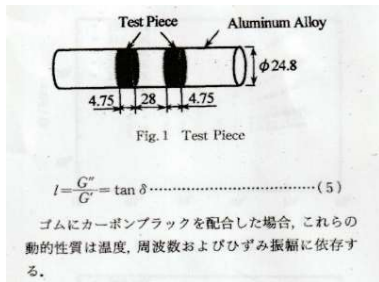 Test Piece
Aluminum Alloy
ϕ24.8
4.75 28 4.75
Fig. 1 Test Piece
l=G″/G′=tan δ……………………………(5)
ゴムにカーボンブラックを配合した場合, これらの
動的性質は温度, 周波数およびひずみ振幅に依存す
る。